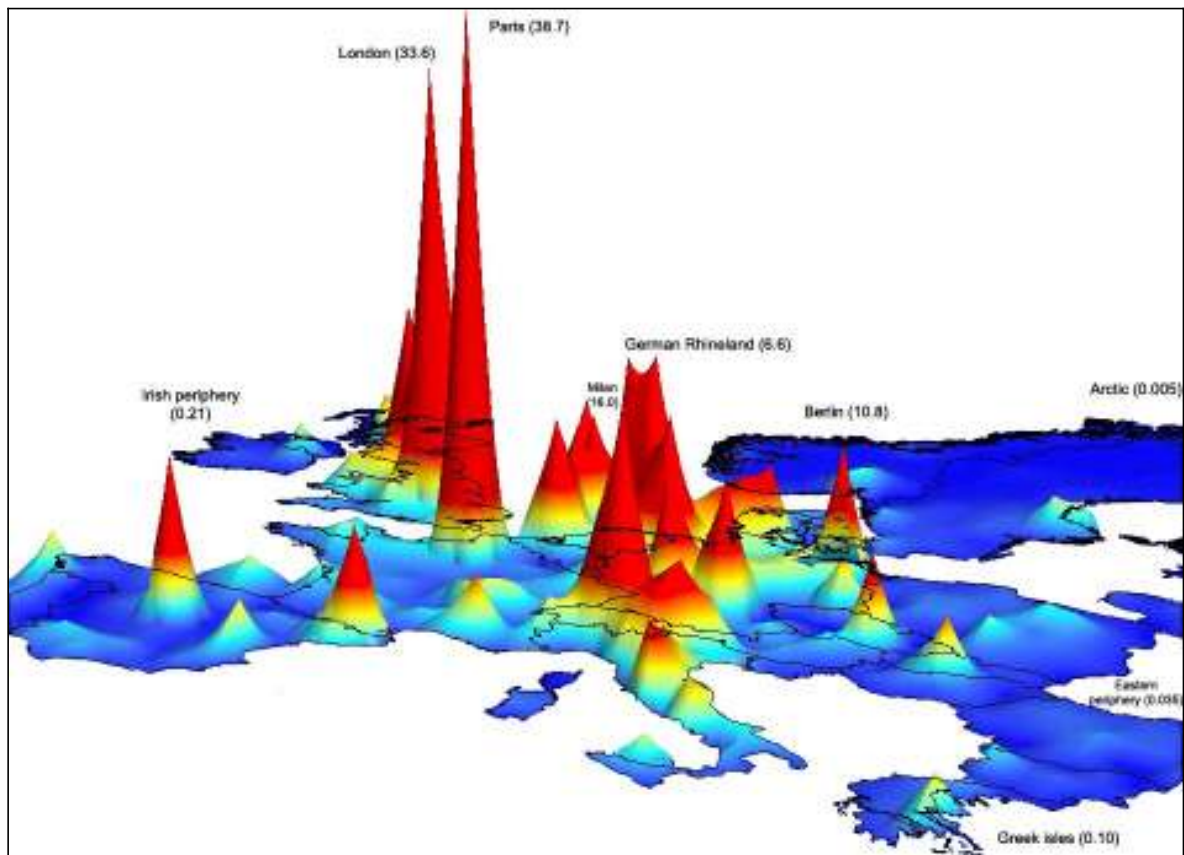 Paris (38.7)
London (33.6)
German Rhineland (6.6)
Milan
(16.0)
Irish periphery
(0.21)
Arctic (0.005)
Berlin (10.8)
Eastern
periphery (0.035)
Greek isles (0.10)